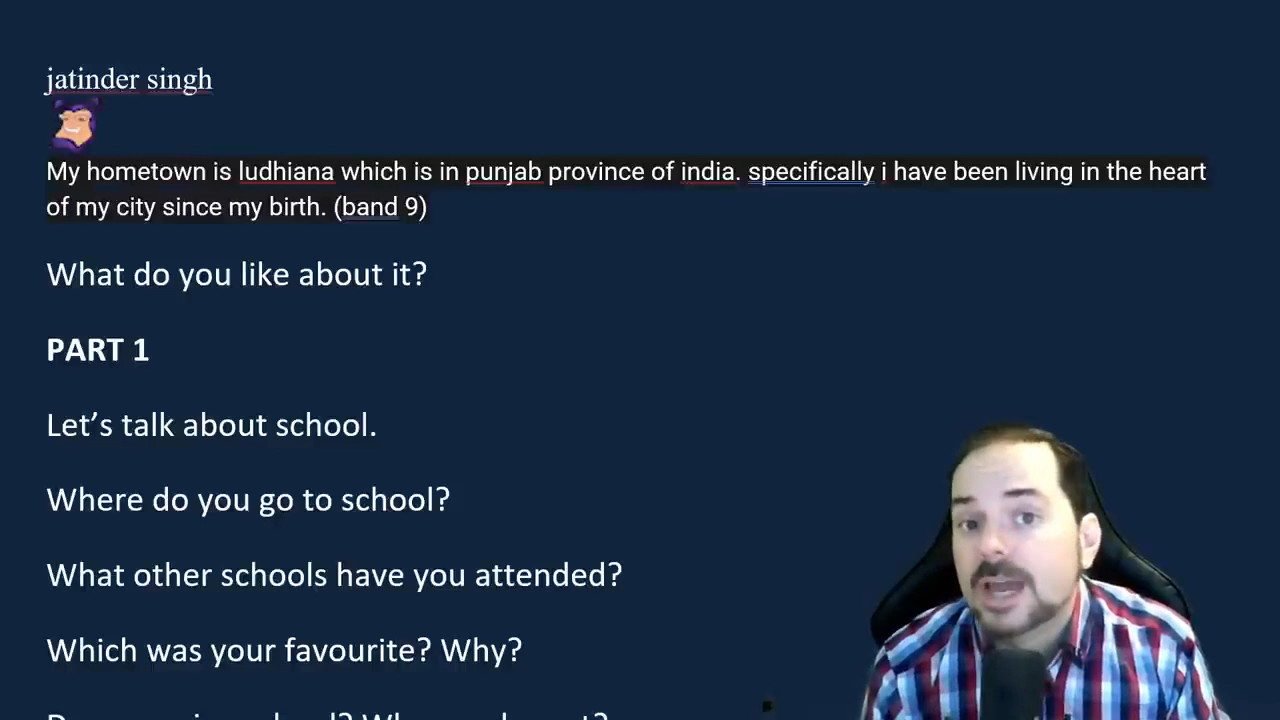 jatinder singh
My hometown is ludhiana which is in punjab province of india. specifically i have been living in the heart
of my city since my birth. (band 9)
What do you like about it?
PART 1
Let’s talk about school.
Where do you go to school?
What other schools have you attended?
Which was your favourite? Why?